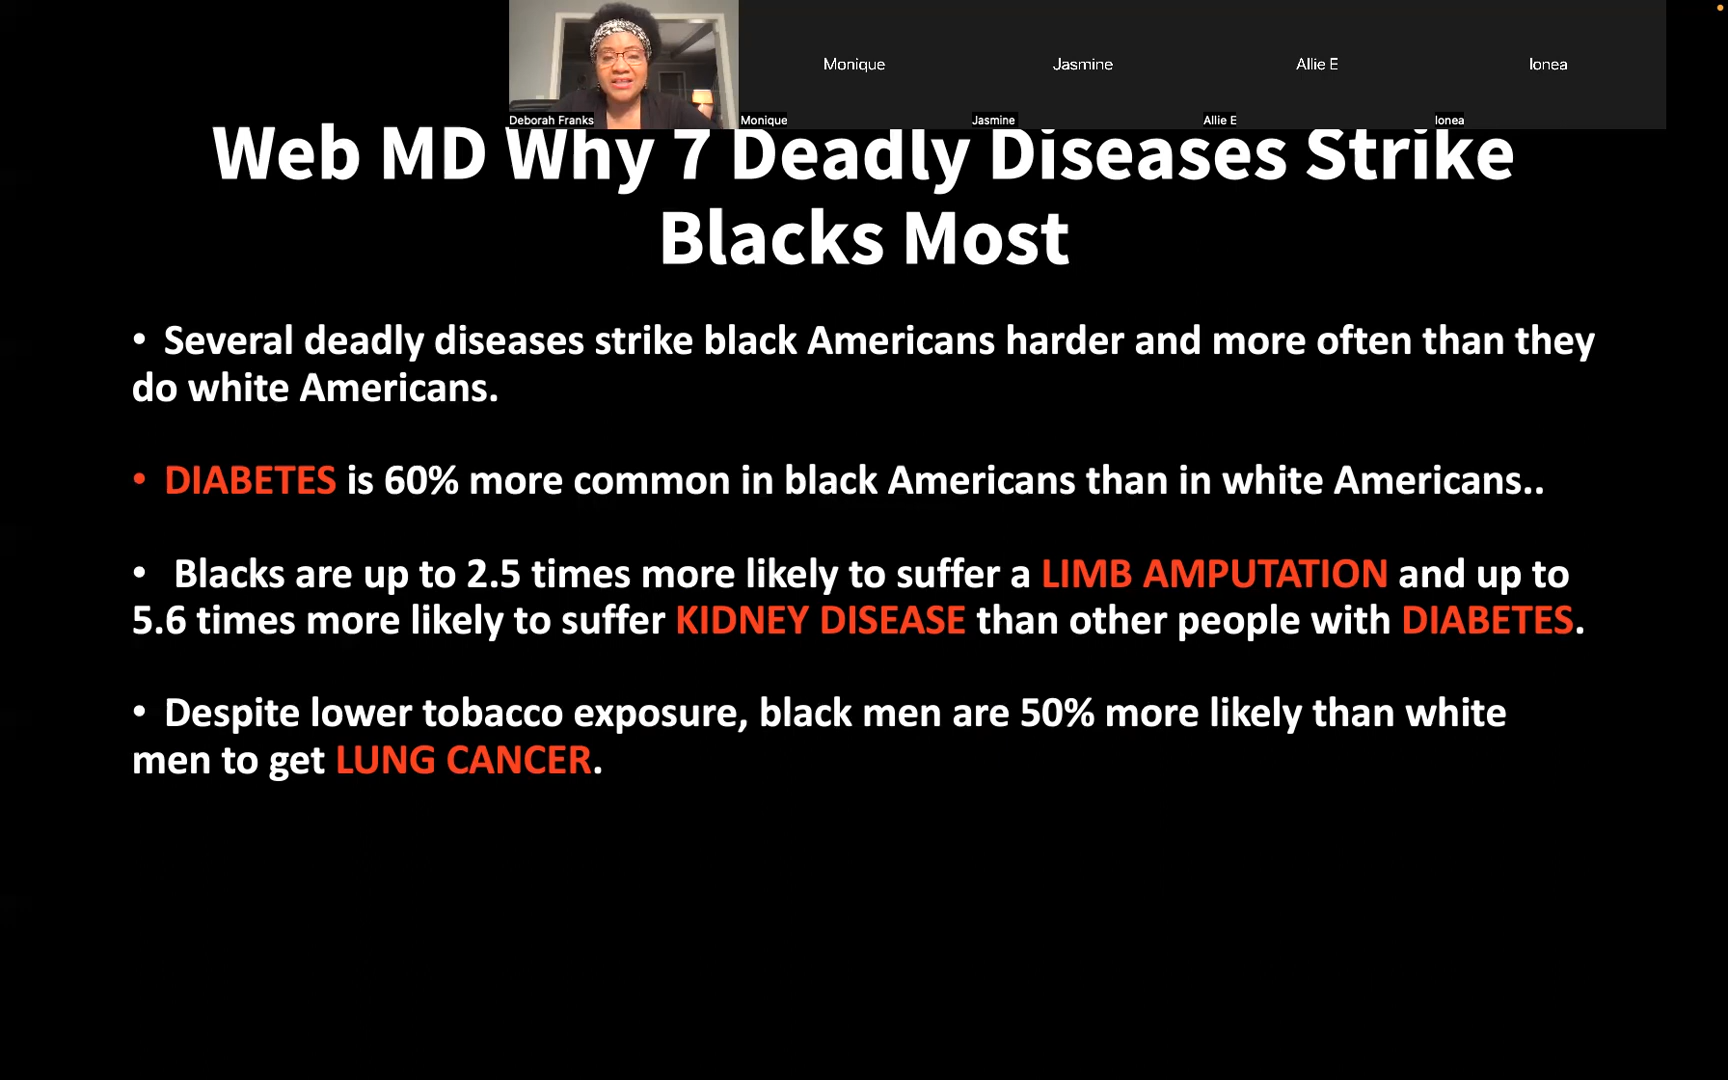 Monique
Jasmine
Allie E
Ionea
Deborah Franks
Monique
Jasmine
Allie E
Ionea
Web MD Why 7 Deadly Diseases Strike
Blacks Most
• Several deadly diseases strike black Americans harder and more often than they
do white Americans.
• DIABETES is 60% more common in black Americans than in white Americans..
• Blacks are up to 2.5 times more likely to suffer a LIMB AMPUTATION and up to
5.6 times more likely to suffer KIDNEY DISEASE than other people with DIABETES.
• Despite lower tobacco exposure, black men are 50% more likely than white
men to get LUNG CANCER.